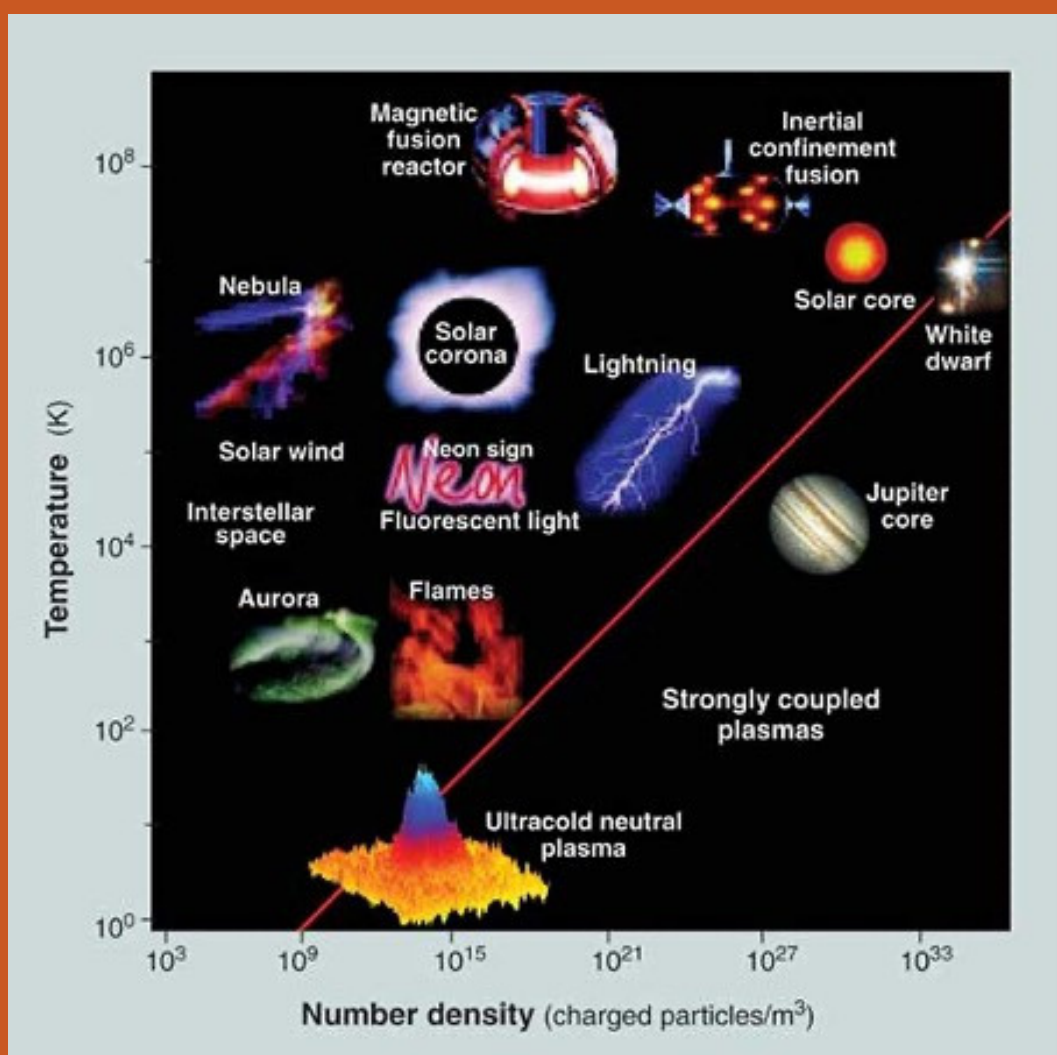 Magnetic
fusion
reactor
Inertial
confinement
fusion
10⁸
Nebula
Solar
corona
Solar core
White
dwarf
10⁶
Lightning
Solar wind
Neon sign
Neon
Fluorescent light
Jupiter
core
Interstellar
space
10⁴
Aurora
Flames
Strongly coupled
plasmas
10²
Ultracold neutral
plasma
10⁰
Temperature (K)
10³ 10⁹ 10¹⁵ 10²¹ 10²⁷ 10³³
Number density (charged particles/m³)